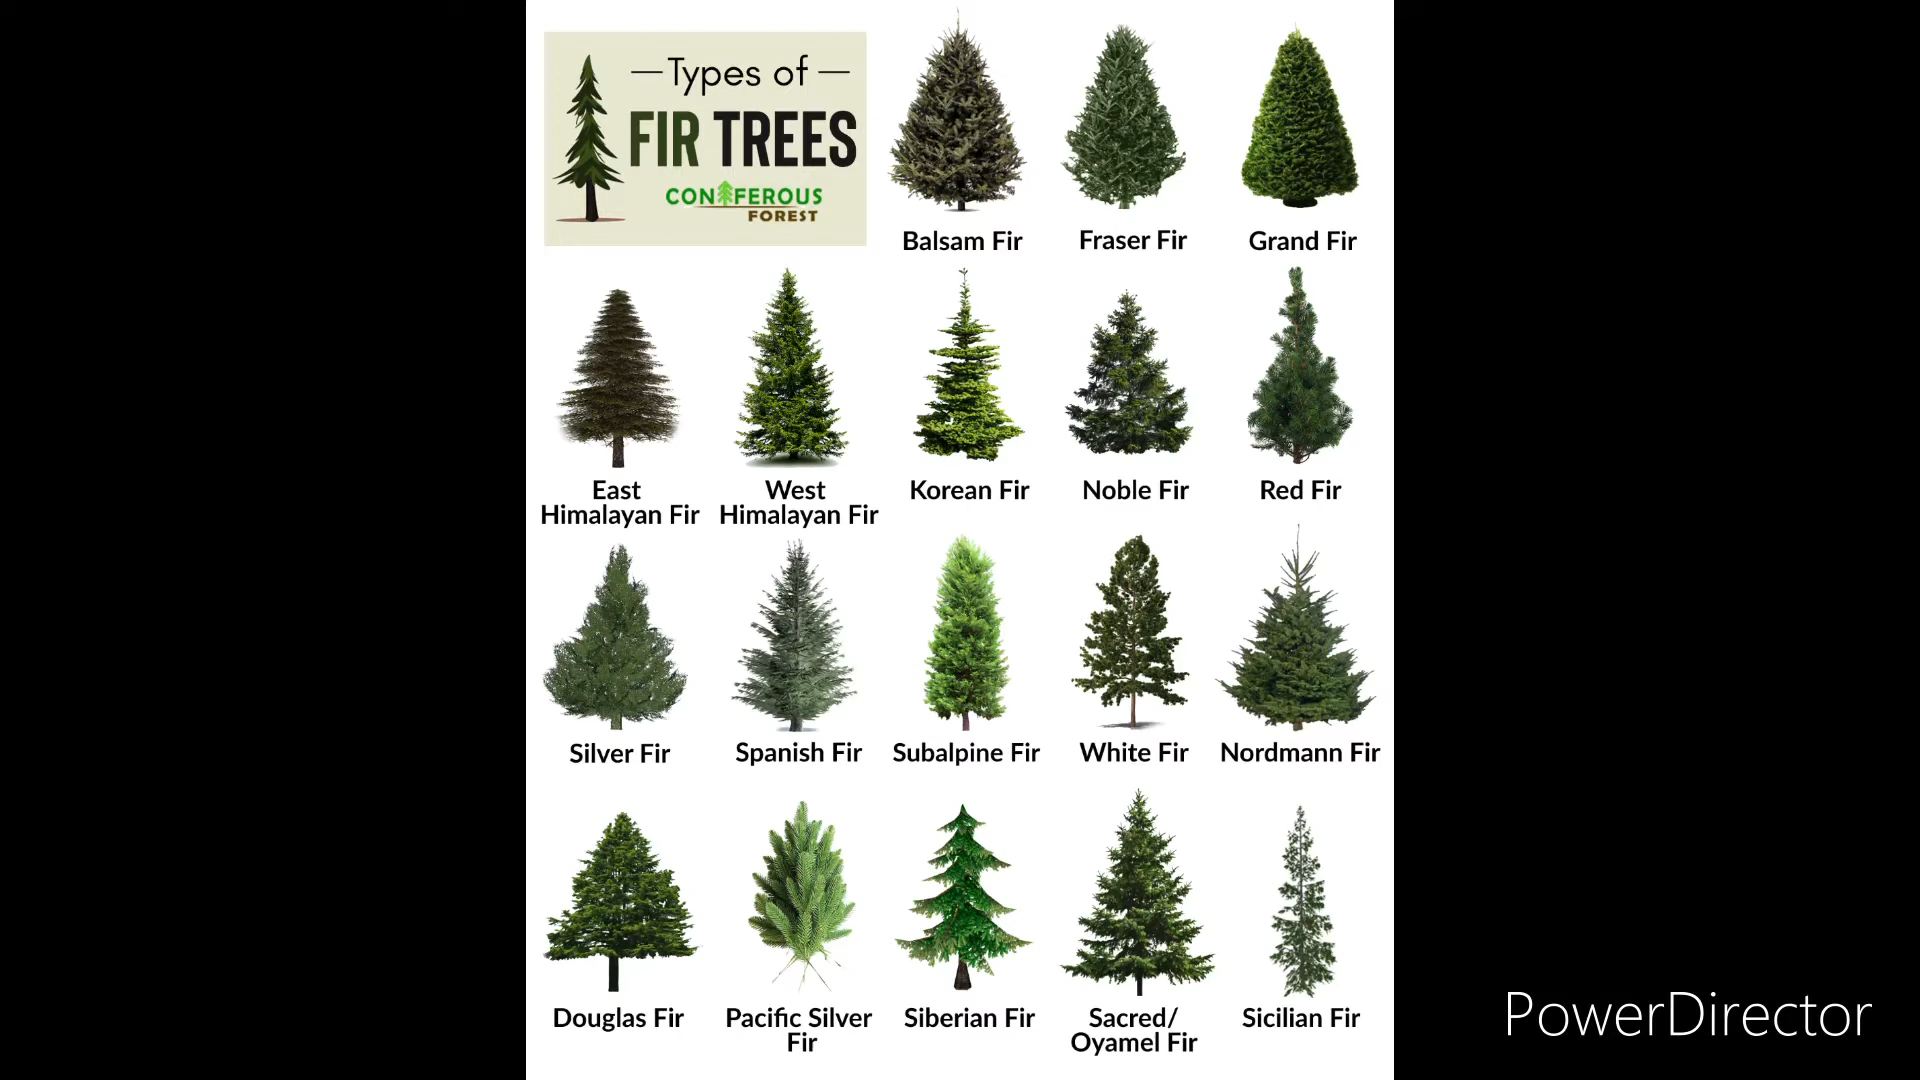 Types of
FIR TREES
CONIFEROUS
FOREST
Balsam Fir
Fraser Fir
Grand Fir
East
Himalayan Fir
West
Himalayan Fir
Korean Fir
Noble Fir
Red Fir
Silver Fir
Spanish Fir
Subalpine Fir
White Fir
Nordmann Fir
Douglas Fir
Pacific Silver
Fir
Siberian Fir
Sacred/
Oyamel Fir
Sicilian Fir
PowerDirector